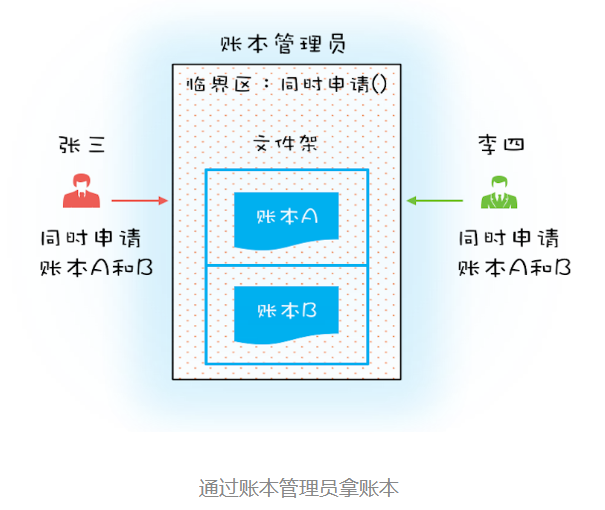 账本管理员
临界区：同时申请()
张三
文件架
李四
账本A
同时申请
账本A和B
同时申请
账本A和B
账本B
通过账本管理员拿账本